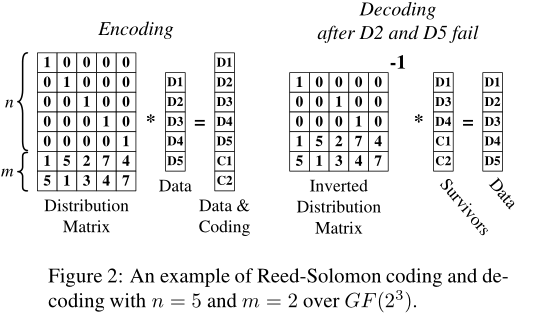 Encoding
Decoding
after D2 and D5 fail
-1
1 0 0 0 0
0 1 0 0 0
0 0 1 0 0
0 0 0 1 0
0 0 0 0 1
1 5 2 7 4
5 1 3 4 7
n
m
*
D1
D2
D3
D4
D5
=
D1
D2
D3
D4
D5
C1
C2
Distribution
Matrix
Data
Data &
Coding
1 0 0 0 0
0 0 1 0 0
0 0 0 1 0
1 5 2 7 4
5 1 3 4 7
*
D1
D3
D4
C1
C2
=
D1
D2
D3
D4
D5
Inverted
Distribution
Matrix
Survivors
Data
Figure 2: An example of Reed-Solomon coding and de-
coding with n = 5 and m = 2 over GF(2³).